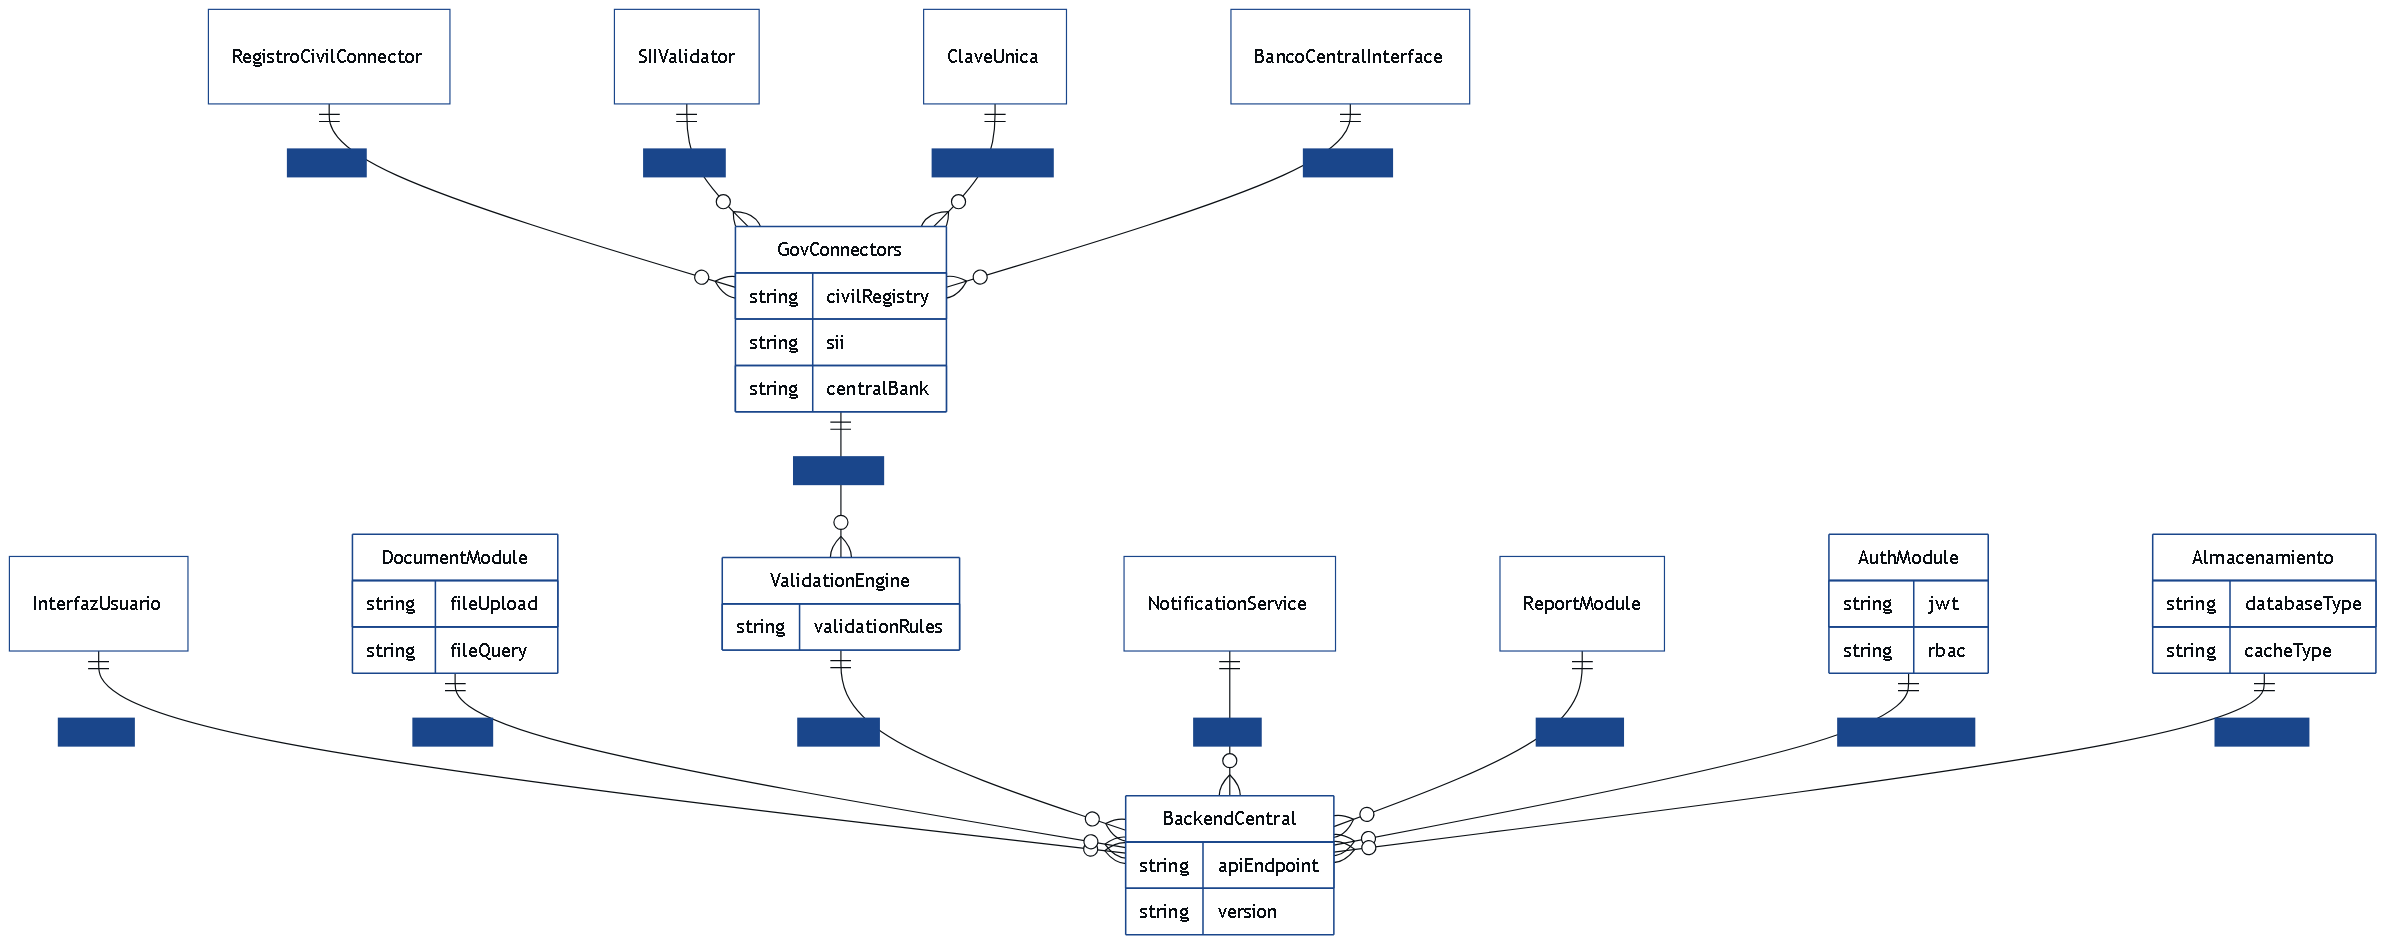 RegistroCivilConnector
SIIValidator
ClaveUnica
BancoCentralInterface
GovConnectors
string civilRegistry
string sii
string centralBank
InterfazUsuario
DocumentModule
string fileUpload
string fileQuery
ValidationEngine
string validationRules
NotificationService
ReportModule
AuthModule
string jwt
string rbac
Almacenamiento
string databaseType
string cacheType
BackendCentral
string apiEndpoint
string version